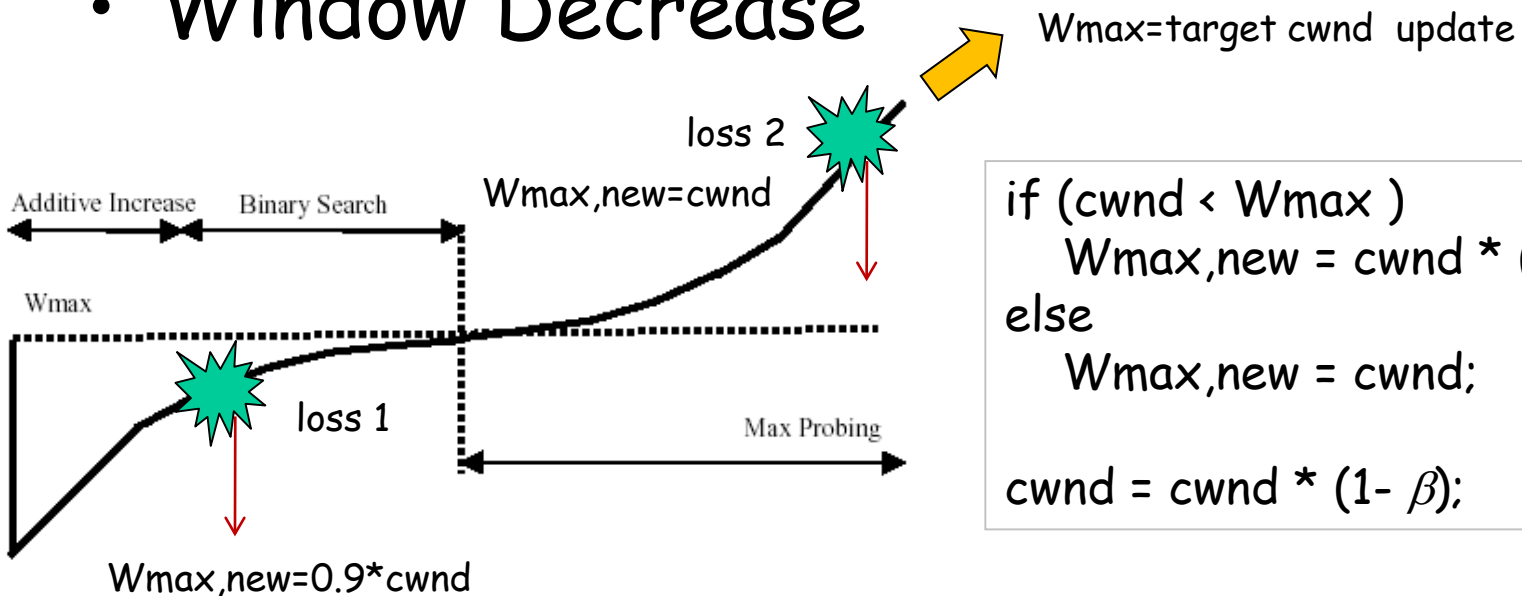 • Window Decrease
Wmax=target cwnd update
loss 2
Wmax,new=cwnd
Additive Increase
Binary Search
Wmax
loss 1
Max Probing
Wmax,new=0.9*cwnd
if (cwnd < Wmax )
Wmax,new = cwnd * (
else
Wmax,new = cwnd;
cwnd = cwnd * (1- β);